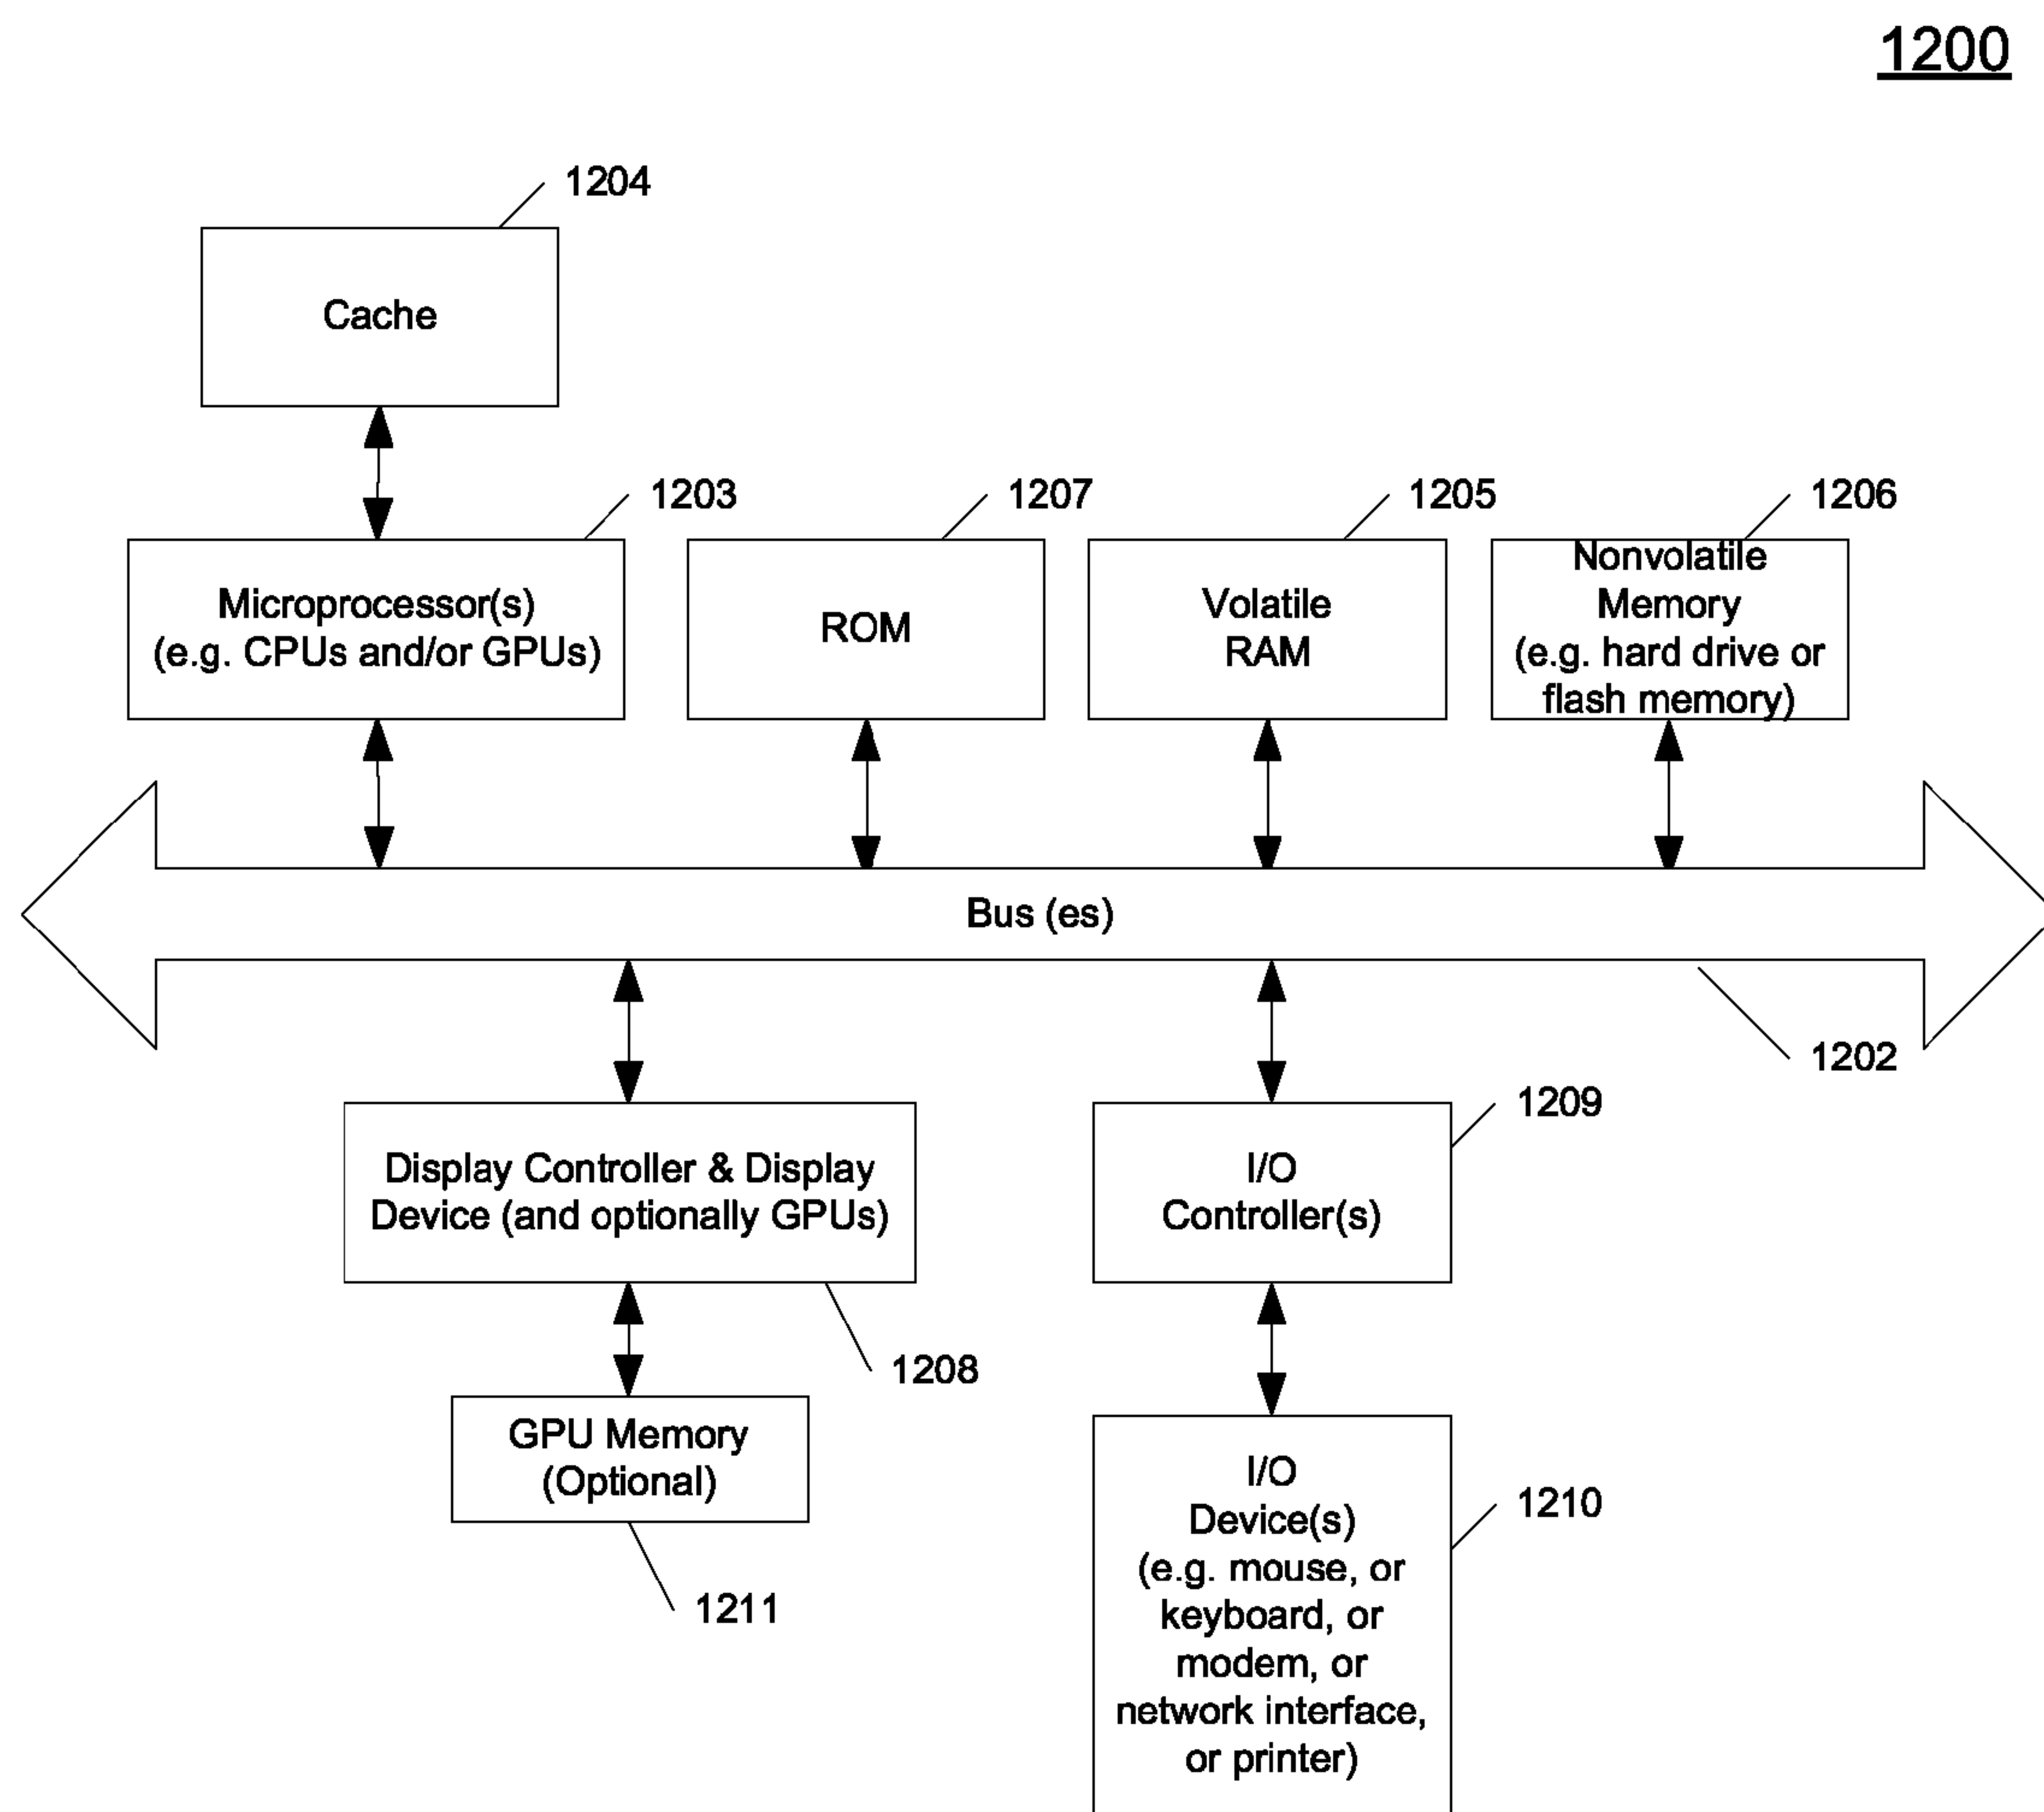 1200
1204
Cache
1203
1207
1205
1206
Microprocessor(s)
(e.g. CPUs and/or GPUs)
ROM
Volatile
RAM
Nonvolatile
Memory
(e.g. hard drive or
flash memory)
Bus (es)
1202
1209
Display Controller & Display
Device (and optionally GPUs)
I/O
Controller(s)
1208
GPU Memory
(Optional)
1211
I/O
Device(s)
(e.g. mouse, or
keyboard, or
modem, or
network interface,
or printer)
1210